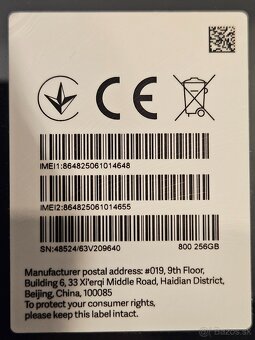 CE
IMEI1:864825061014648
IMEI2:864825061014655
SN:48524/63V209640 800 256GB
Manufacturer postal address: #019, 9th Floor,
Building 6, 33 Xi'erqi Middle Road, Haidian District,
Beijing, China, 100085
To protect your consumer rights,
please keep this label intact.